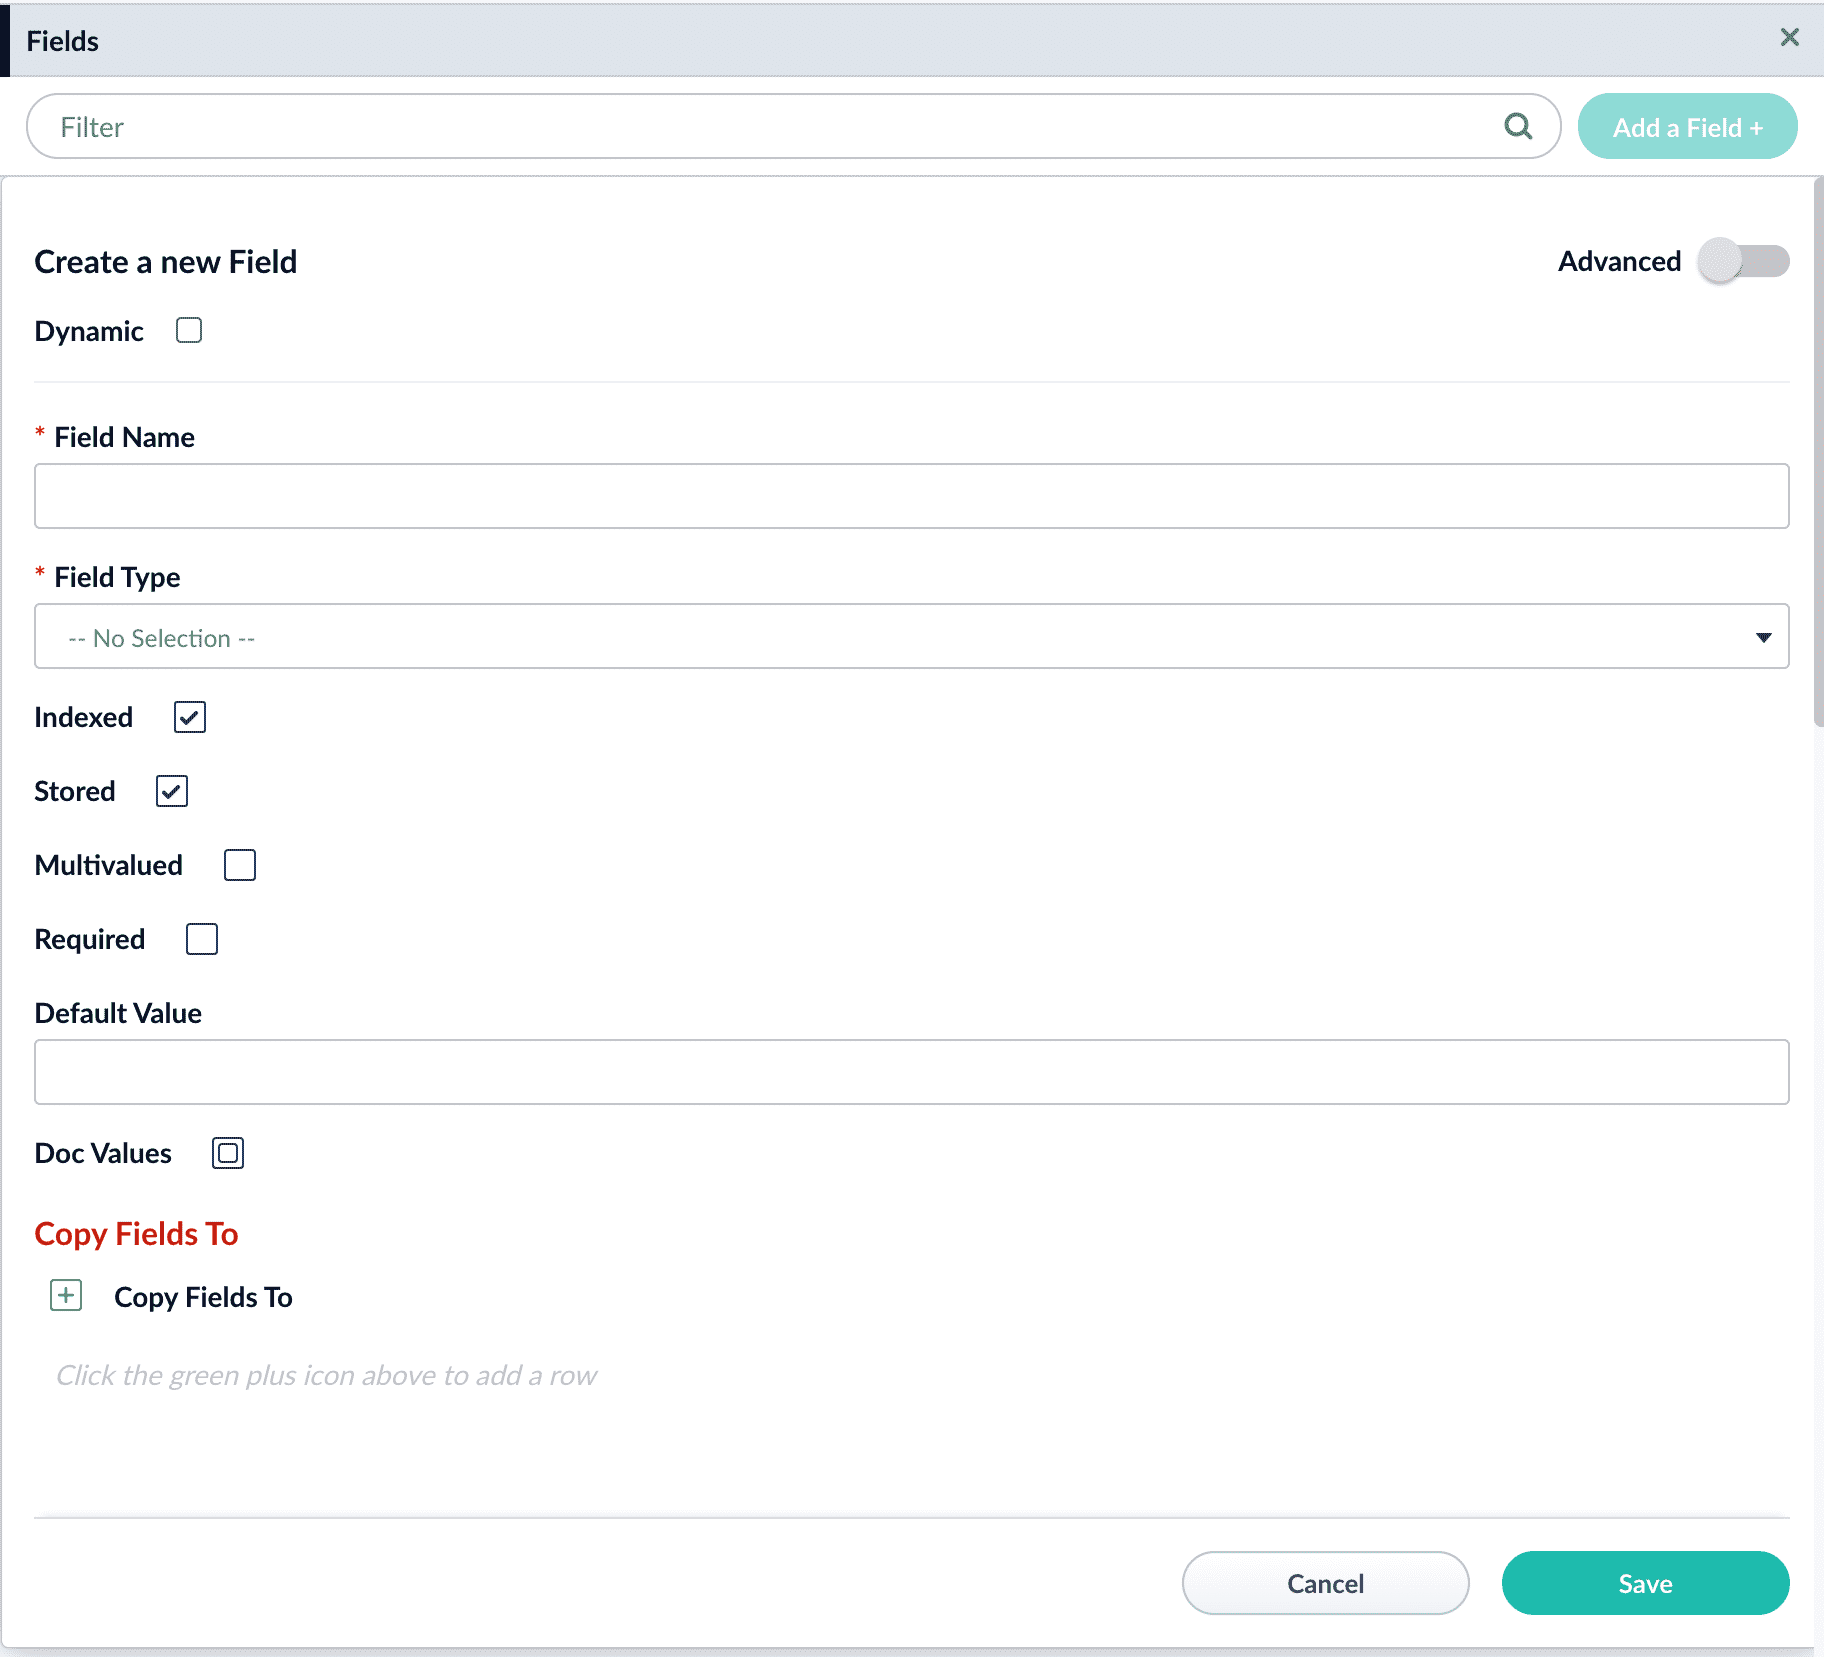 Fields
Filter
Add a Field +
Create a new Field
Advanced
Dynamic
* Field Name
* Field Type
-- No Selection --
Indexed
Stored
Multivalued
Required
Default Value
Doc Values
Copy Fields To
Copy Fields To
Click the green plus icon above to add a row
Cancel
Save